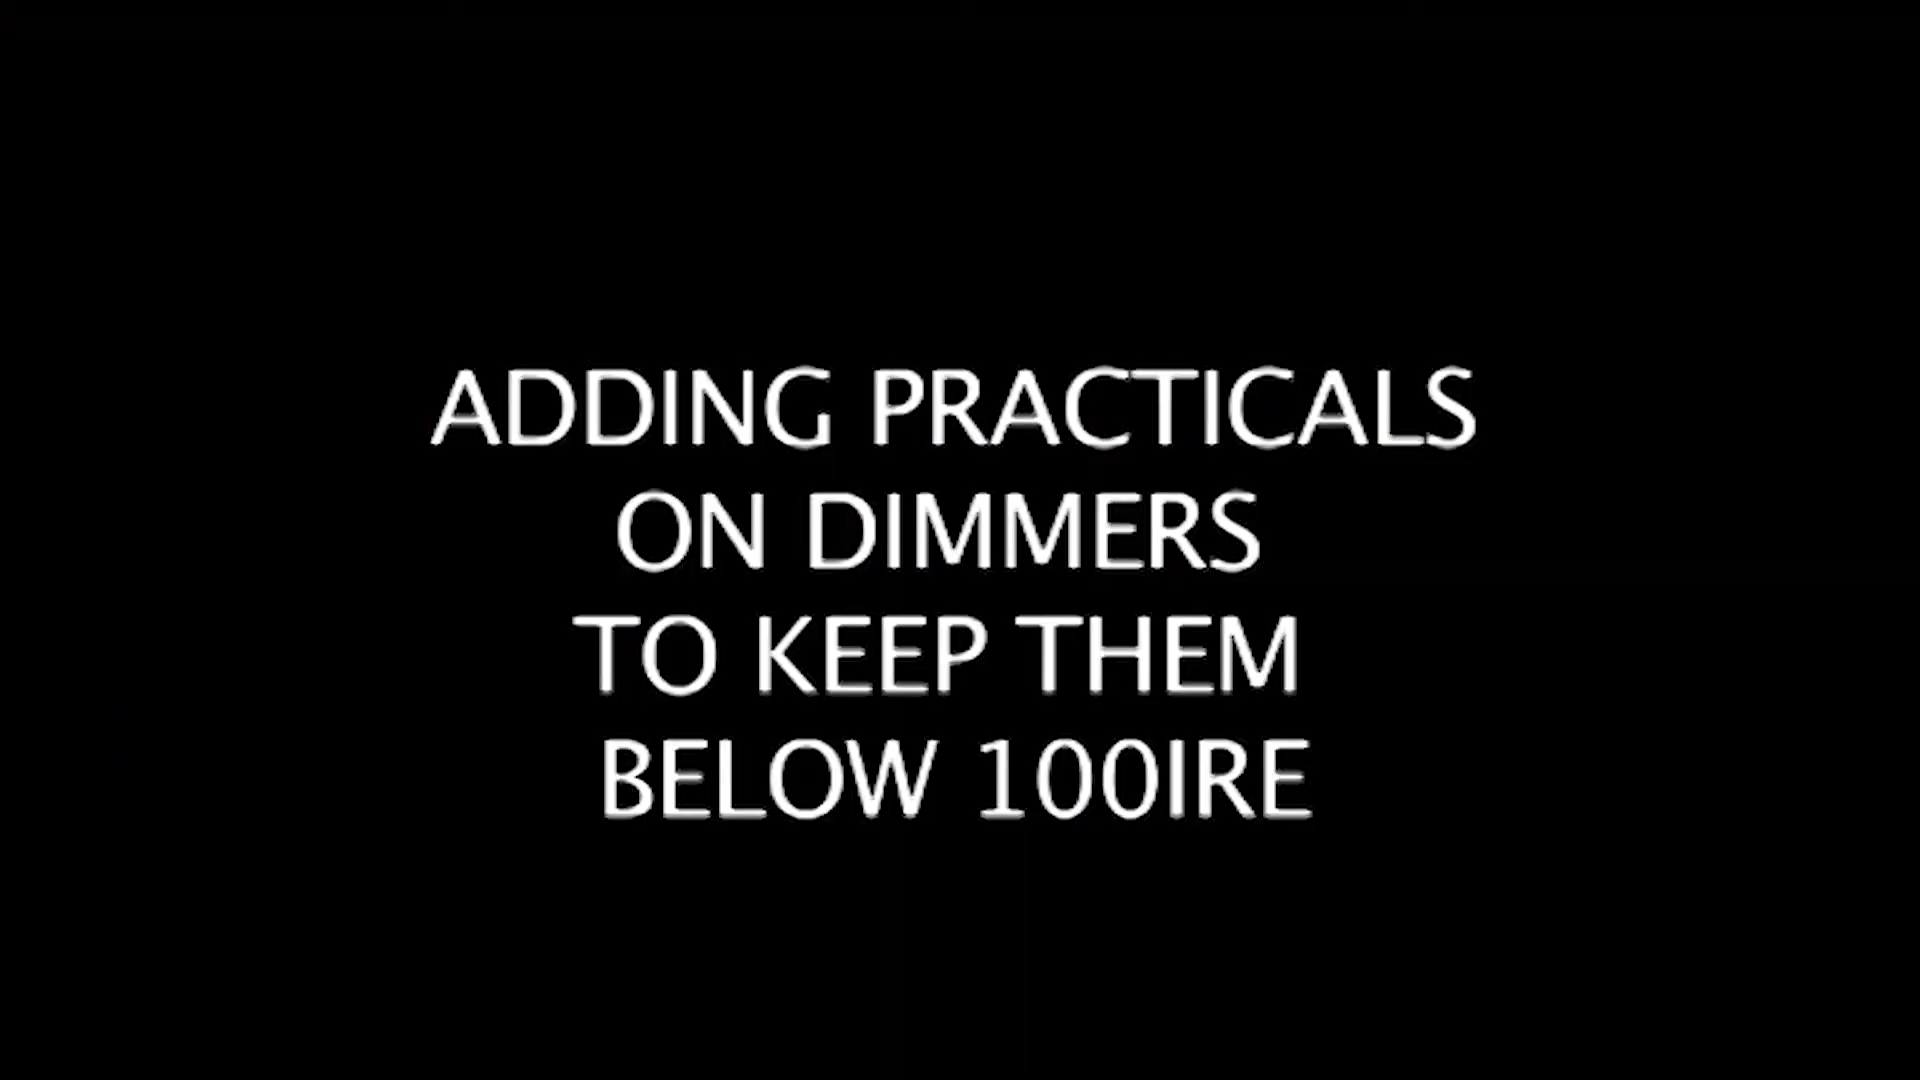 ADDING PRACTICALS
ON DIMMERS
TO KEEP THEM
BELOW 100IRE